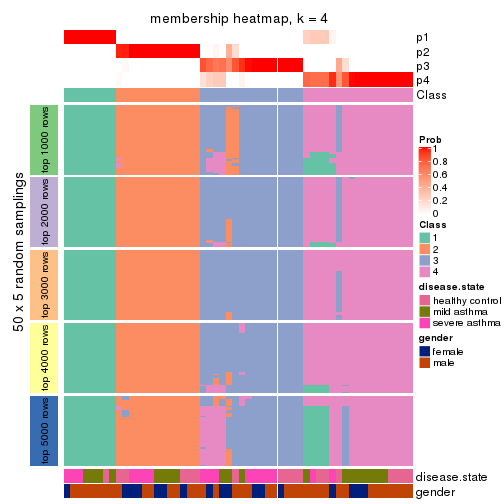 membership heatmap, k = 4
p1
p2
p3
p4
Class
50 x 5 random samplings
top 1000 rows
top 2000 rows
top 3000 rows
top 4000 rows
top 5000 rows
disease.state
gender
Prob
1
0.8
0.6
0.4
0.2
0
Class
1
2
3
4
disease.state
healthy control
mild asthma
severe asthma
gender
female
male